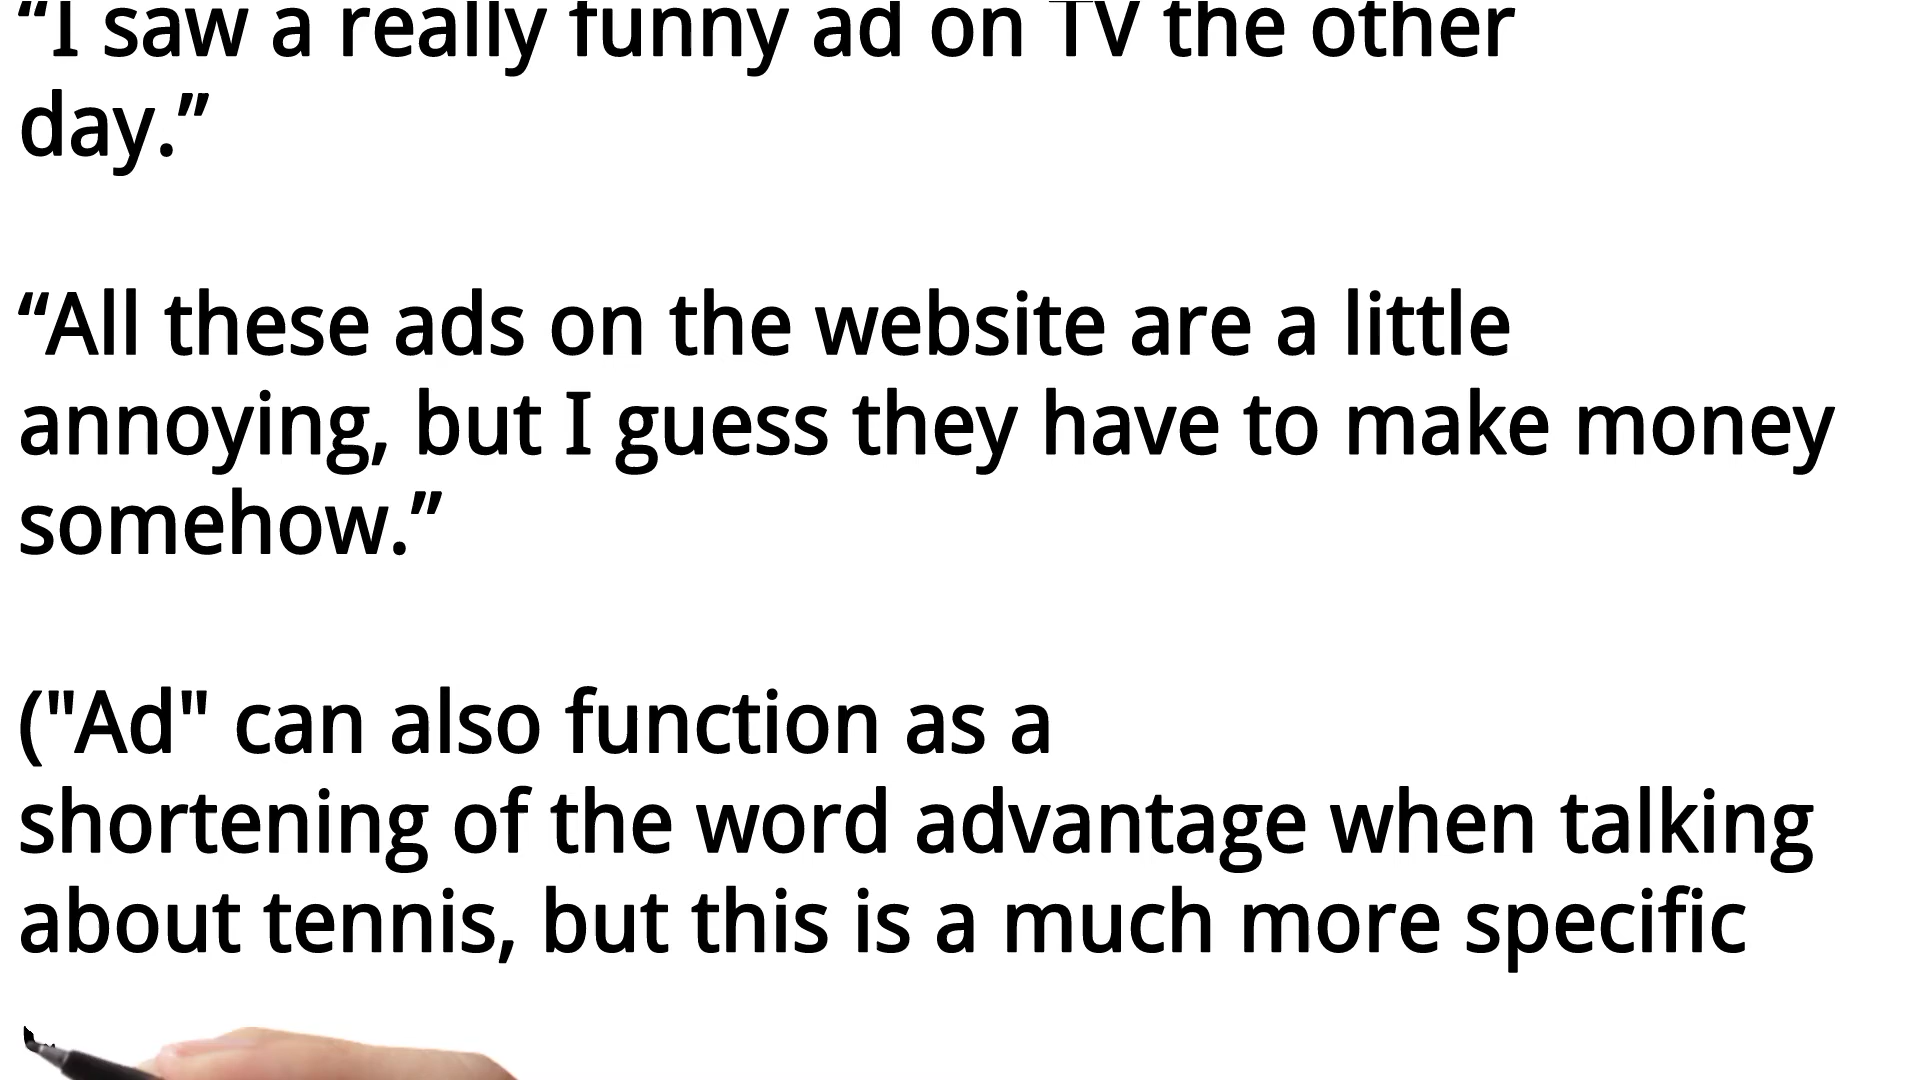 “I saw a really funny ad on TV the other
day.”
“All these ads on the website are a little
annoying, but I guess they have to make money
somehow.”
("Ad" can also function as a
shortening of the word advantage when talking
about tennis, but this is a much more specific